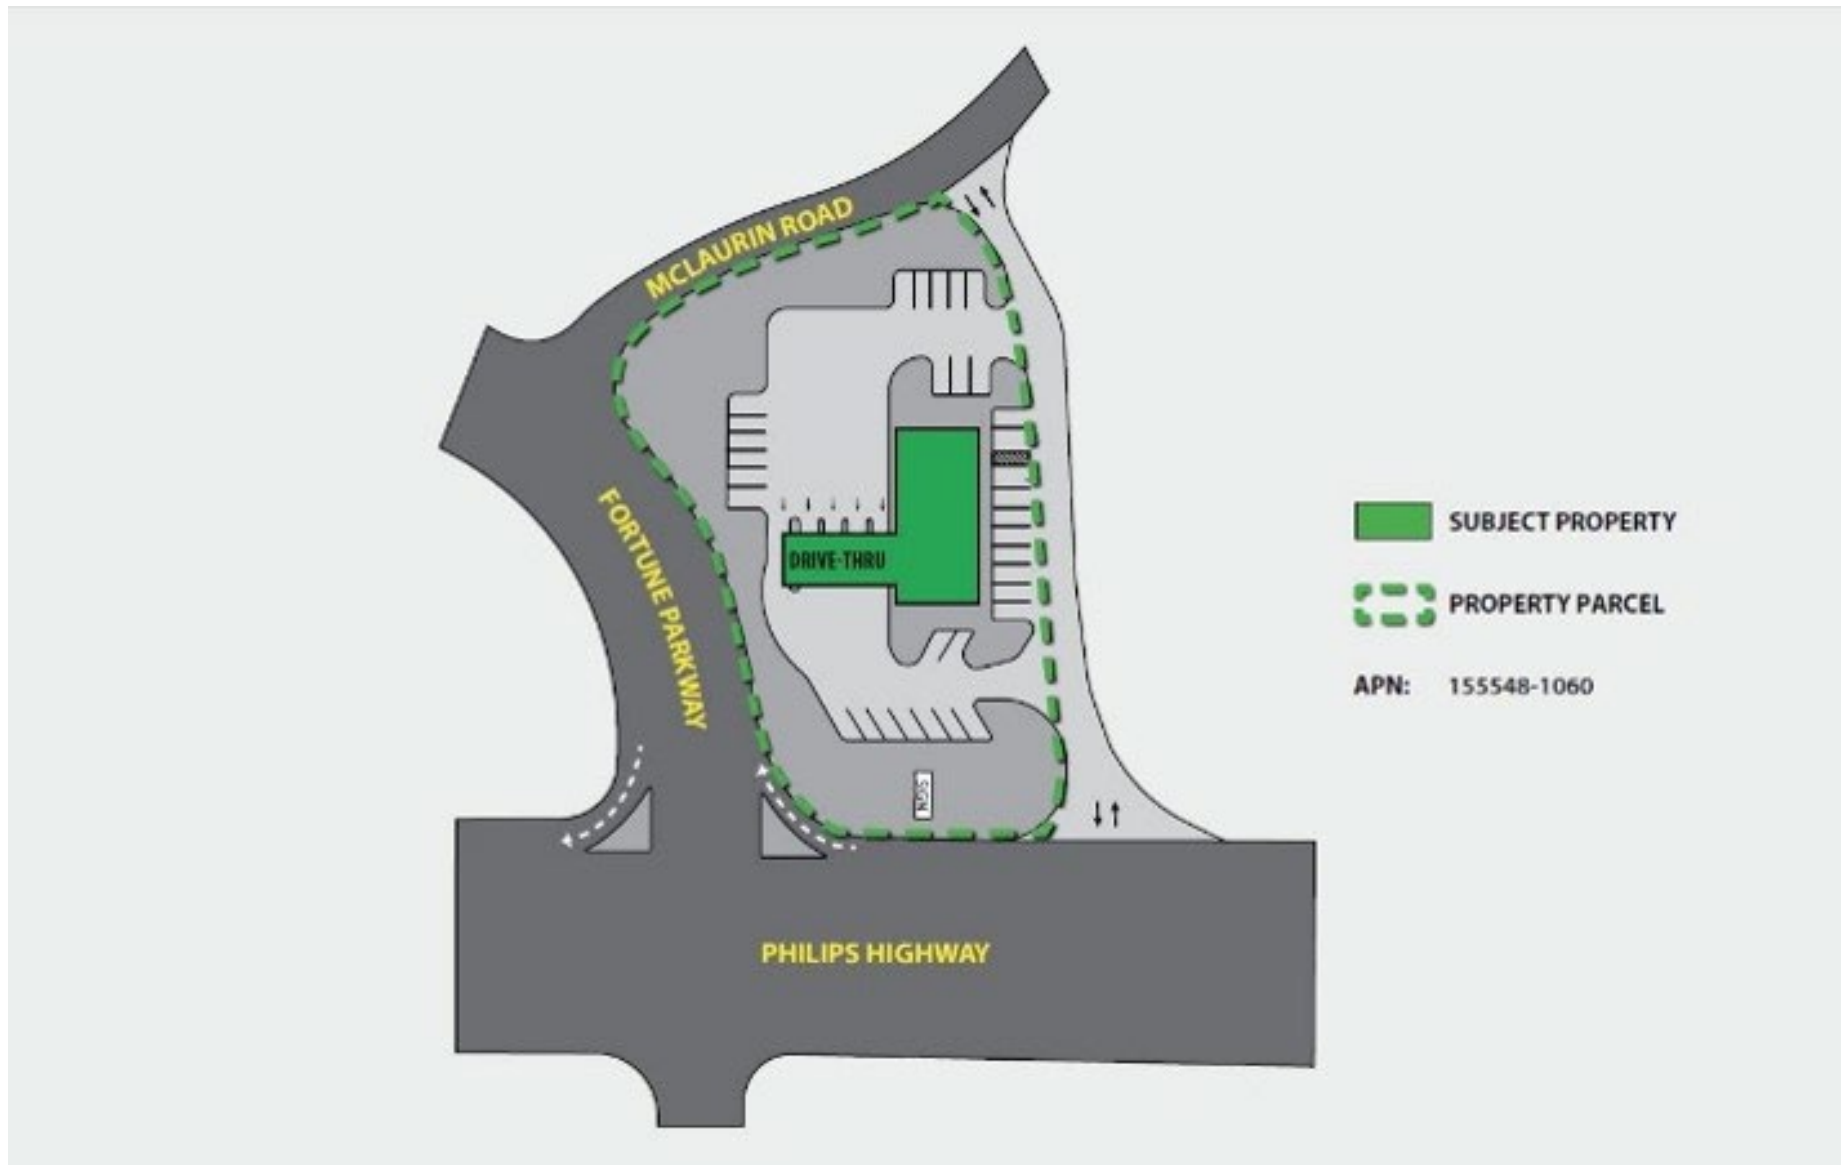 MCLAURIN ROAD
FORTUNE PARKWAY
DRIVE-THRU
SIGN
PHILIPS HIGHWAY
SUBJECT PROPERTY
PROPERTY PARCEL
APN: 155548-1060